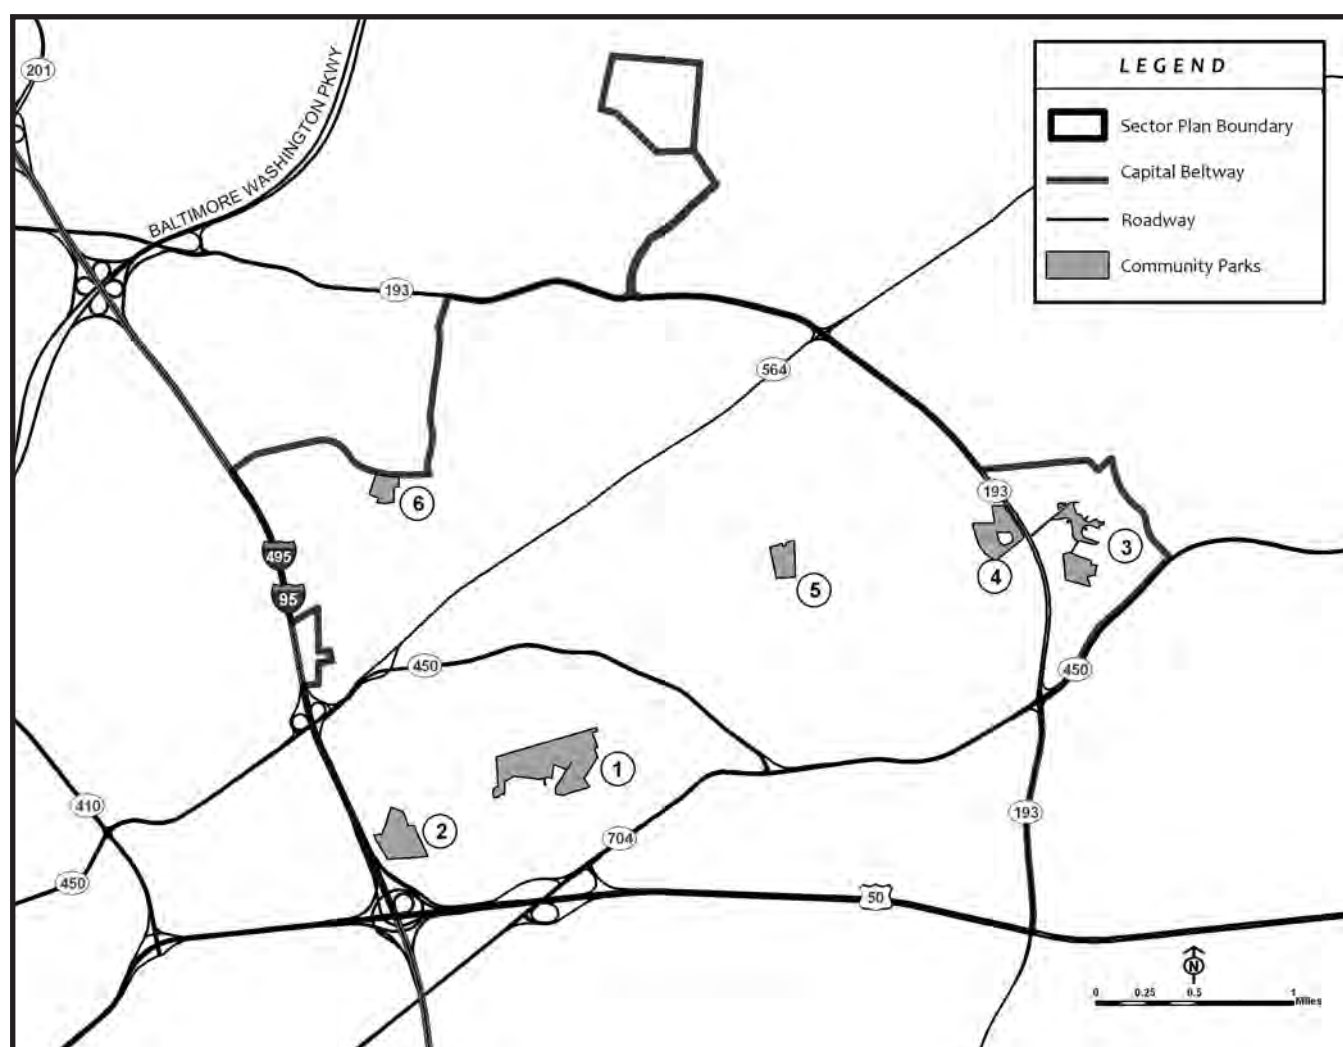 LEGEND
Sector Plan Boundary
Capital Beltway
Roadway
Community Parks
201
BALTIMORE WASHINGTON PKWY
193
564
193
6
3
495
5
4
95
450
450
1
410
2
704
193
450
50
N
0 0.25 0.5 1
Miles